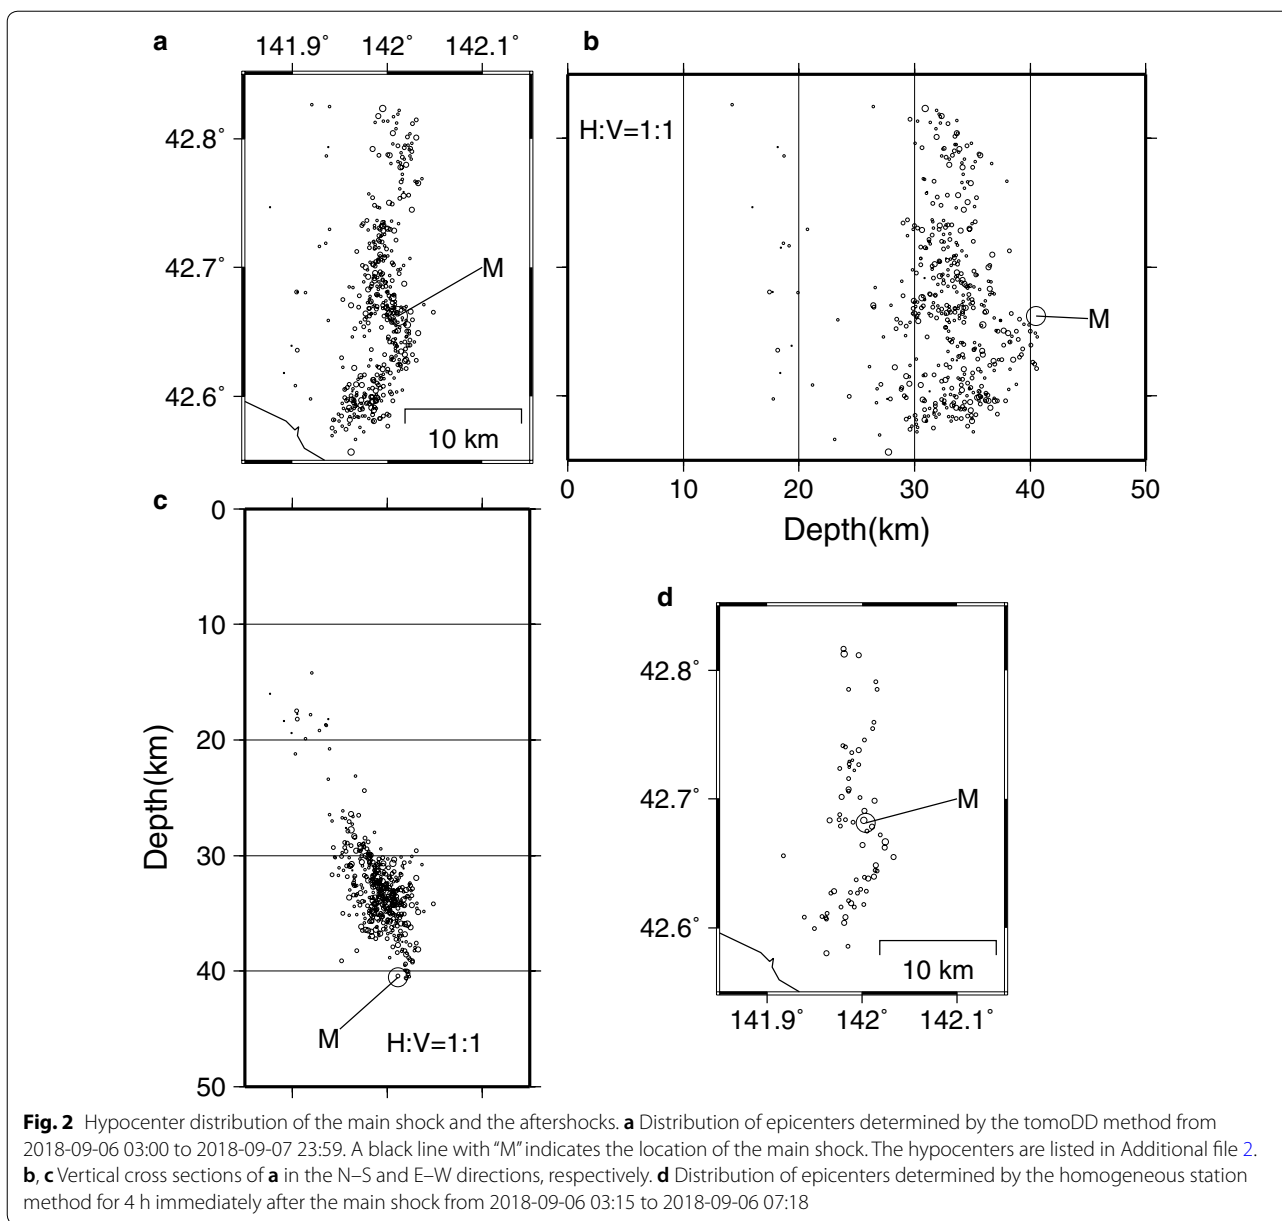 a
141.9° 142° 142.1°
42.8°
42.7°
42.6°
M
10 km
b
H:V=1:1
M
0 10 20 30 40 50
Depth(km)
c
0
10
20
30
40
50
Depth(km)
M
H:V=1:1
d
42.8°
42.7°
42.6°
M
10 km
141.9° 142° 142.1°
Fig. 2 Hypocenter distribution of the main shock and the aftershocks. a Distribution of epicenters determined by the tomoDD method from
2018-09-06 03:00 to 2018-09-07 23:59. A black line with “M” indicates the location of the main shock. The hypocenters are listed in Additional file 2.
b, c Vertical cross sections of a in the N–S and E–W directions, respectively. d Distribution of epicenters determined by the homogeneous station
method for 4 h immediately after the main shock from 2018-09-06 03:15 to 2018-09-06 07:18